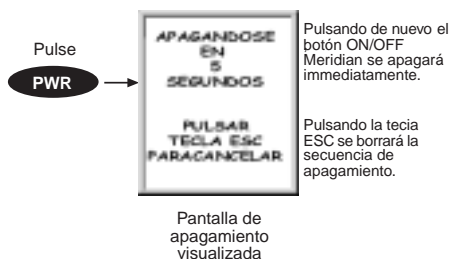 Pulse
PWR
APAGANDOSE
EN
5
SEGUNDOS
PULSAR
TECLA ESC
PARACANCELAR
Pulsando de nuevo el
botón ON/OFF
Meridian se apagará
immediatamente.
Pulsando la tecia
ESC se borrará la
secuencia de
apagamiento.
Pantalla de
apagamiento
visualizada